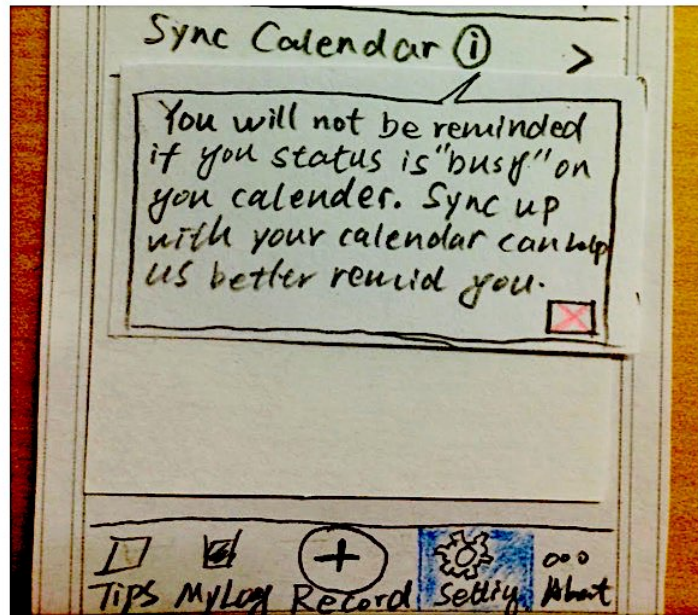 Sync Calendar ⓘ >
You will not be reminded
if you status is "busy" on
you calender. Sync up
with your calendar can help
us better remid you.
Tips MyLog Record Settig About